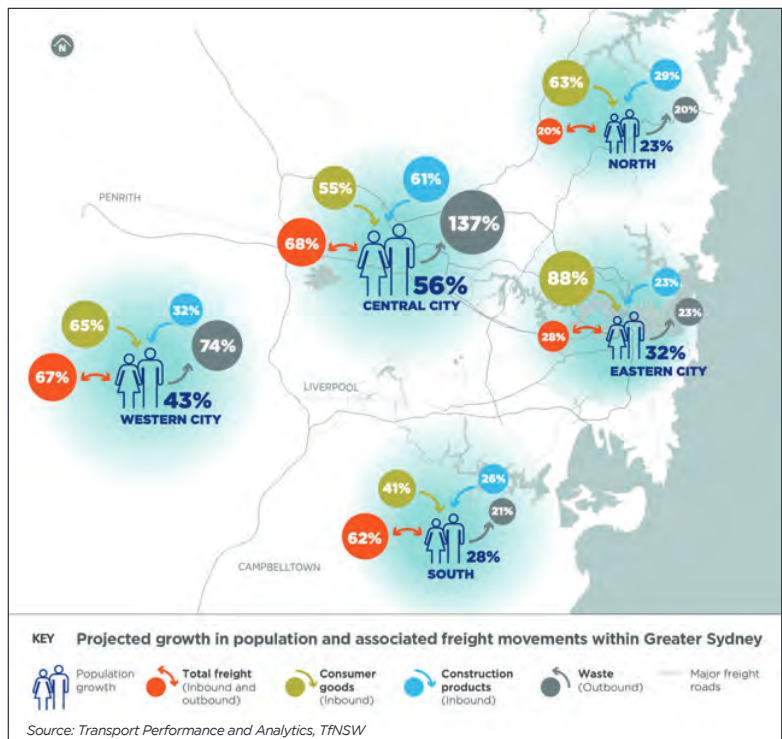 N
63%
29%
20%
20%
23%
NORTH
PENRITH
55%
61%
68%
137%
56%
CENTRAL CITY
88%
23%
28%
23%
32%
EASTERN CITY
65%
32%
67%
74%
43%
WESTERN CITY
LIVERPOOL
41%
26%
62%
21%
28%
SOUTH
CAMPBELLTOWN
KEY Projected growth in population and associated freight movements within Greater Sydney
Population
growth
Total freight
(Inbound and
outbound)
Consumer
goods
(Inbound)
Construction
products
(Inbound)
Waste
(Outbound)
Major freight
roads
Source: Transport Performance and Analytics, TfNSW